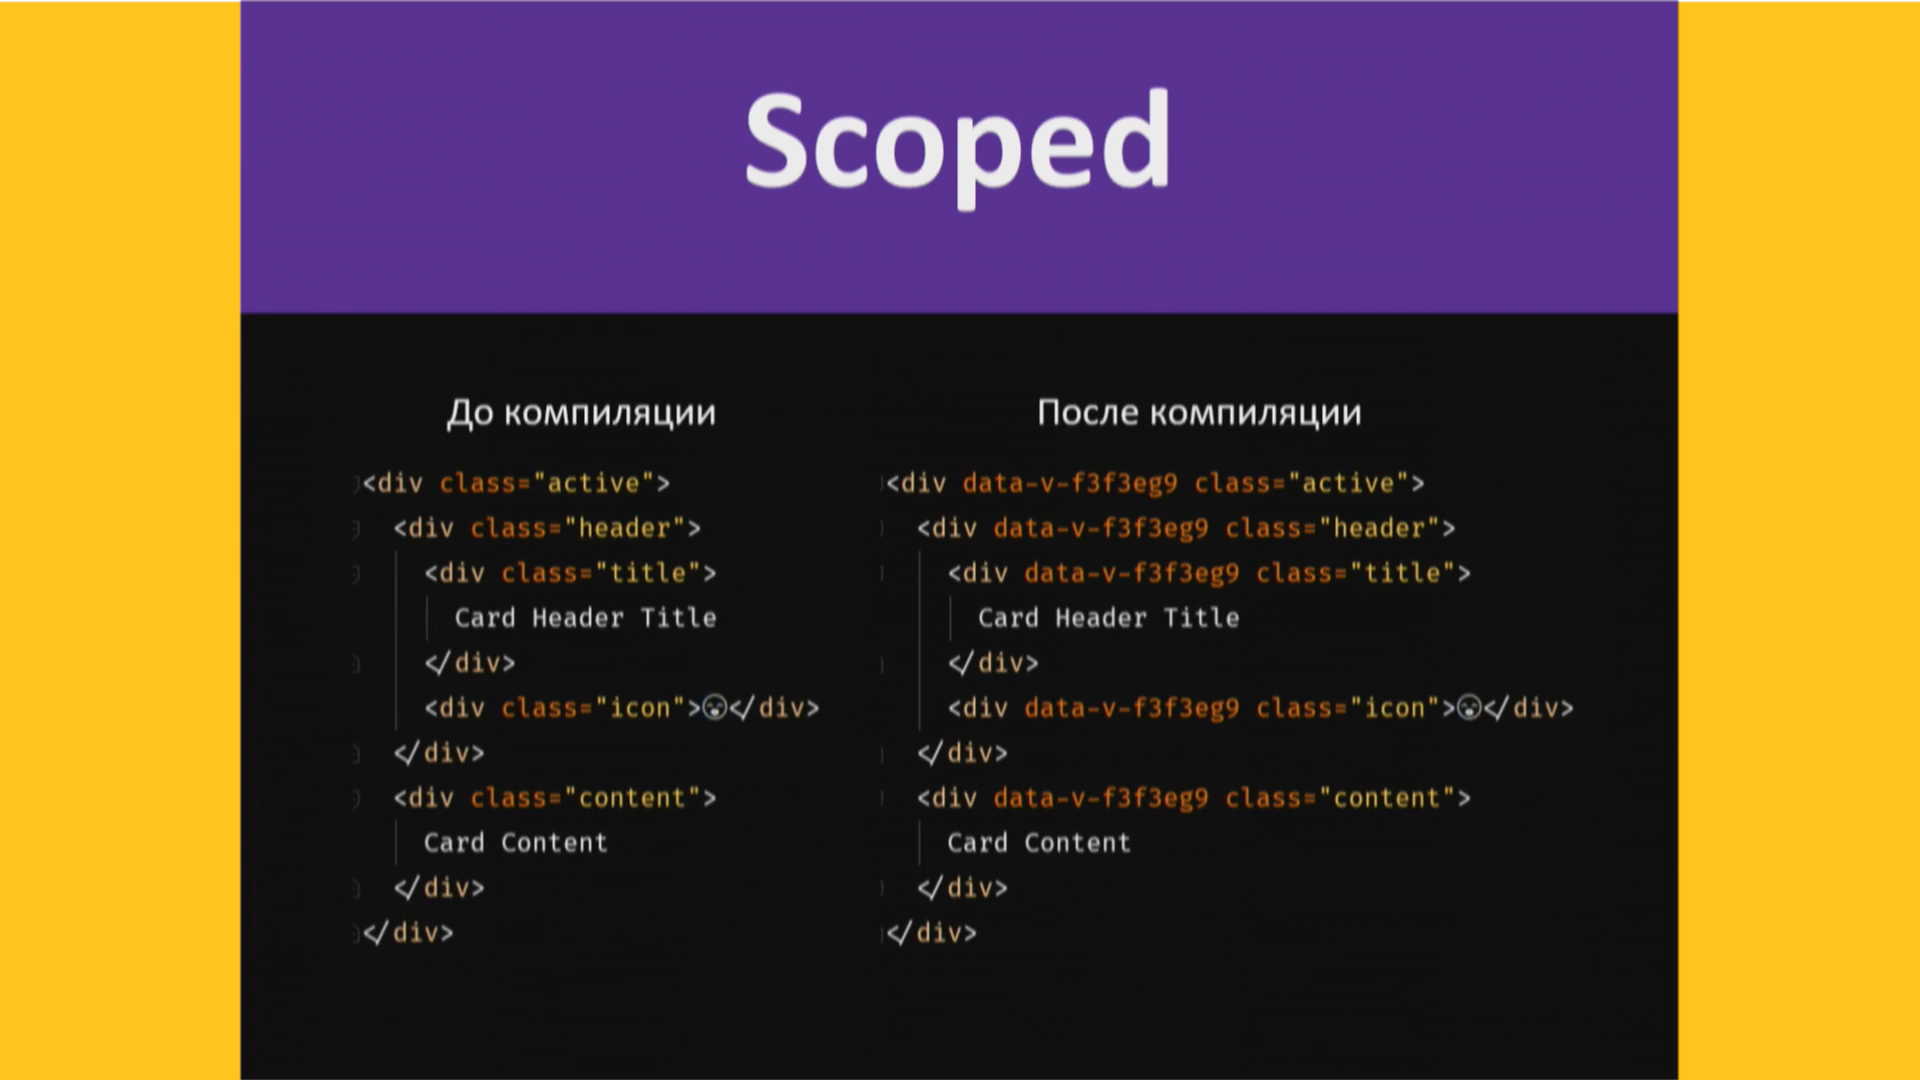 Scoped
До компиляции
<div class="active">
  <div class="header">
    <div class="title">
      Card Header Title
    </div>
    <div class="icon">😵</div>
  </div>
  <div class="content">
    Card Content
  </div>
</div>
После компиляции
<div data-v-f3f3eg9 class="active">
  <div data-v-f3f3eg9 class="header">
    <div data-v-f3f3eg9 class="title">
      Card Header Title
    </div>
    <div data-v-f3f3eg9 class="icon">😵</div>
  </div>
  <div data-v-f3f3eg9 class="content">
    Card Content
  </div>
</div>